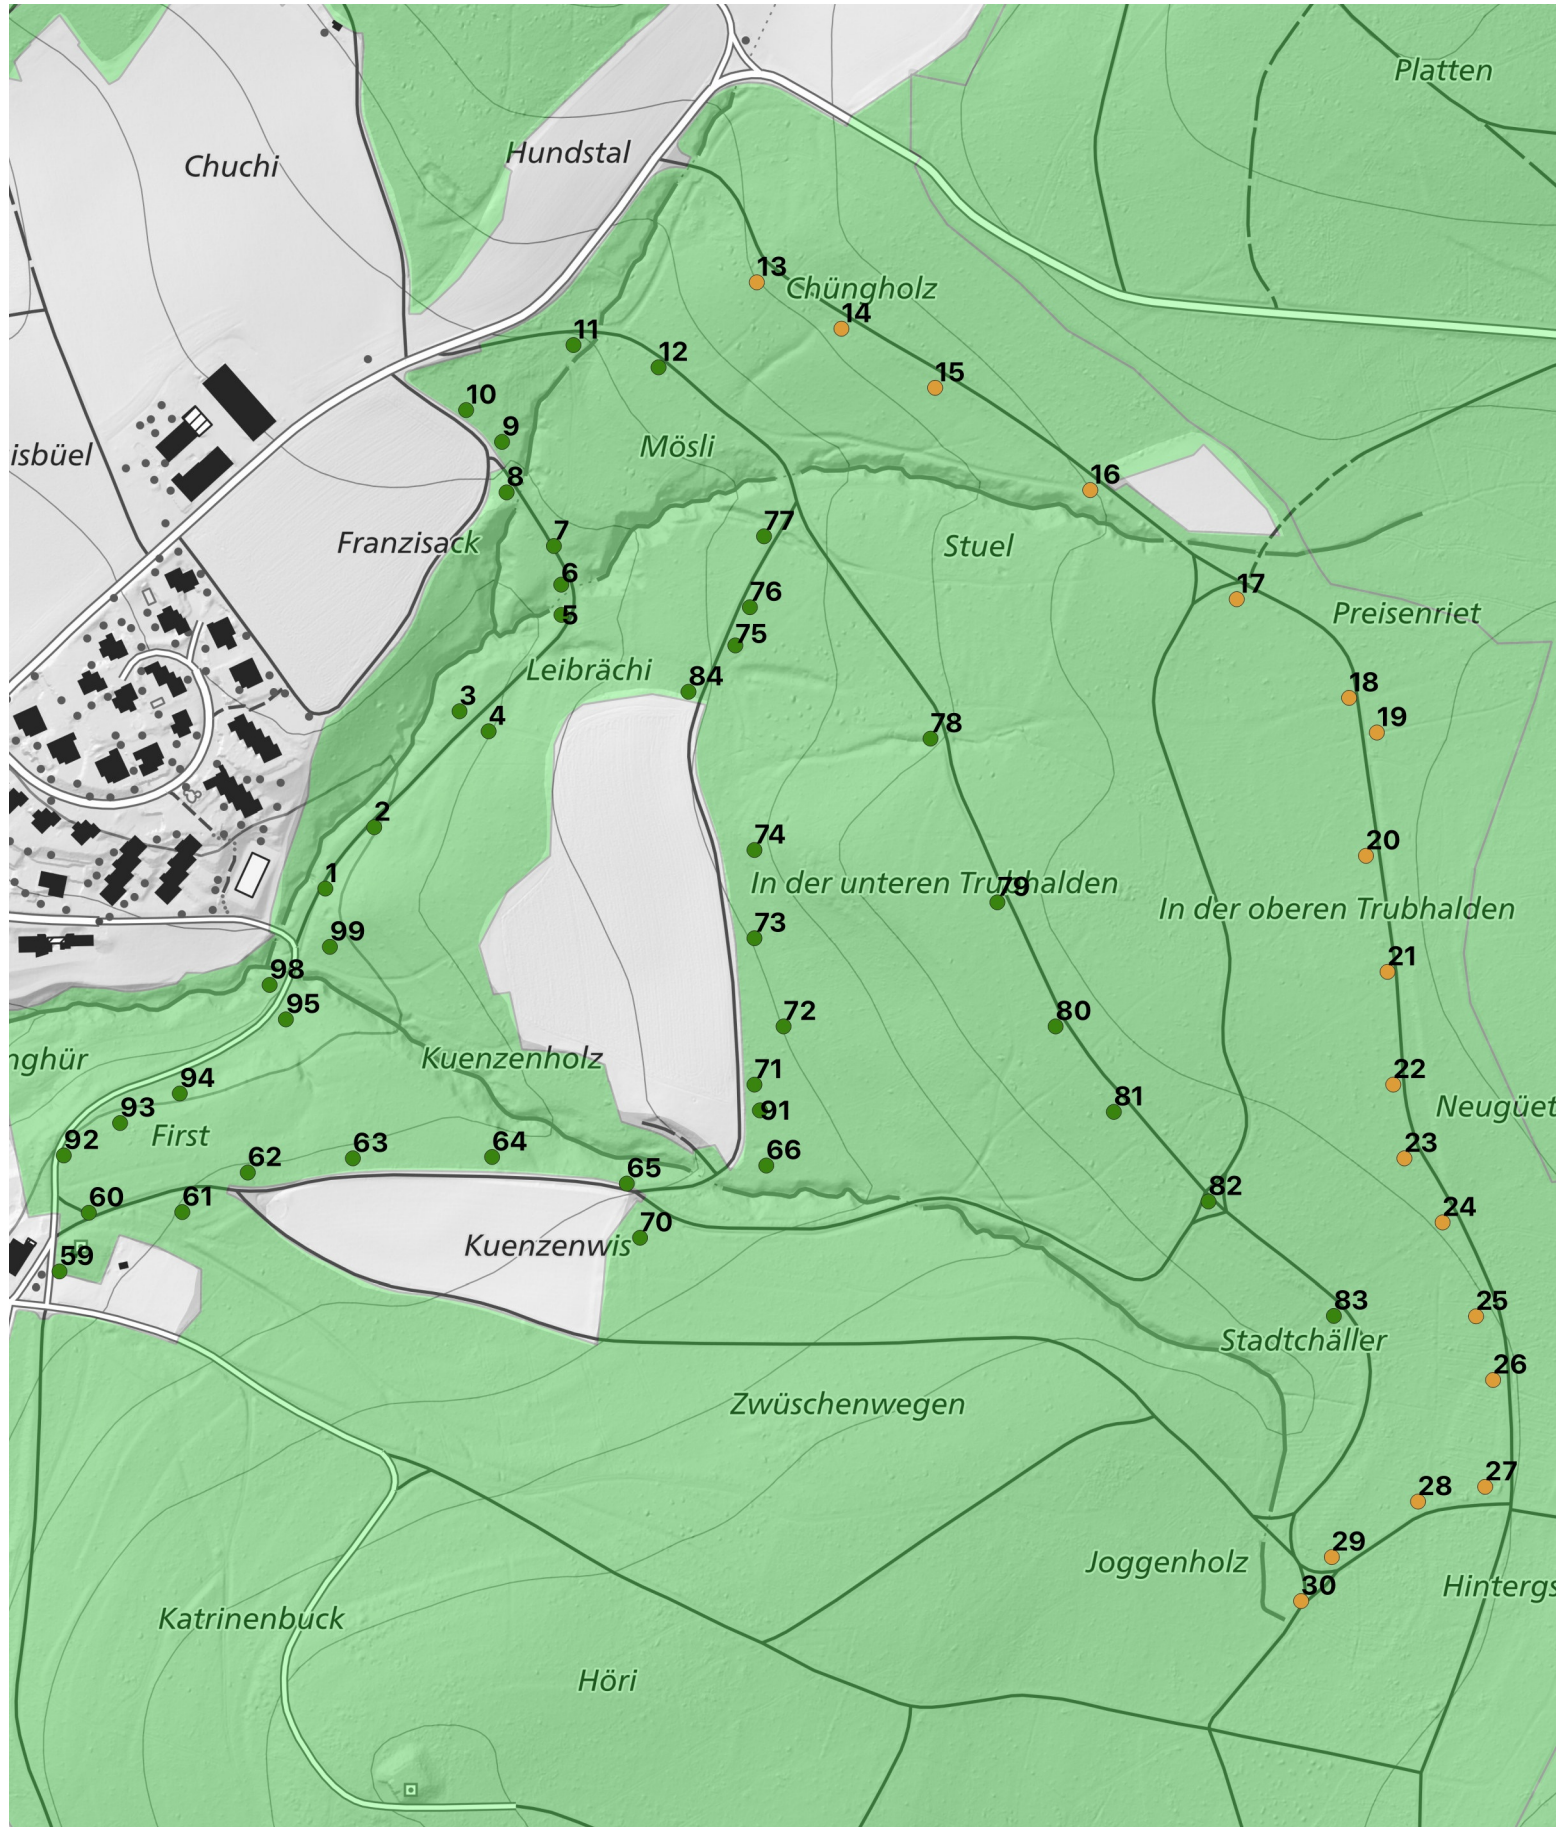 Platten
Hundstal
Chuchi
13
Chüngholz
14
11
12
15
10
9
isbüel
Mösli
16
8
77
7
Franzisack
Stuel
6
17
76
5
Preisenriet
75
Leibrächi
84
18
3
4
19
78
2
74
20
1
In der unteren Trubhalden
79
In der oberen Trubhalden
73
99
21
98
95
72
80
nghür
Kuenzenholz
94
71
22
93
91
81
Neugüet
First
92
62
63
64
66
23
65
60
61
82
24
70
Kuenzenwis
59
83
25
Stadtchäller
26
Zwüschenwegen
27
28
29
Joggenholz
30
Hintergs
Katrinenbuck
Höri